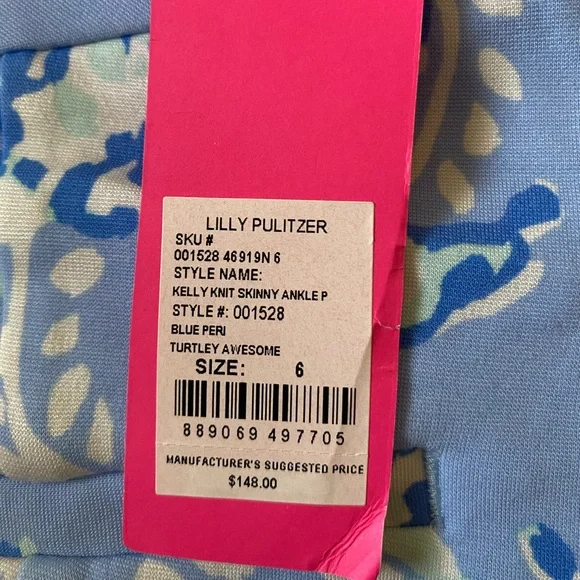 LILLY PULITZER
SKU #
001528 46919N 6
STYLE NAME:
KELLY KNIT SKINNY ANKLE P
STYLE #: 001528
BLUE PERI
TURTLEY AWESOME
SIZE: 6
889069 497705
MANUFACTURER'S SUGGESTED PRICE
$148.00